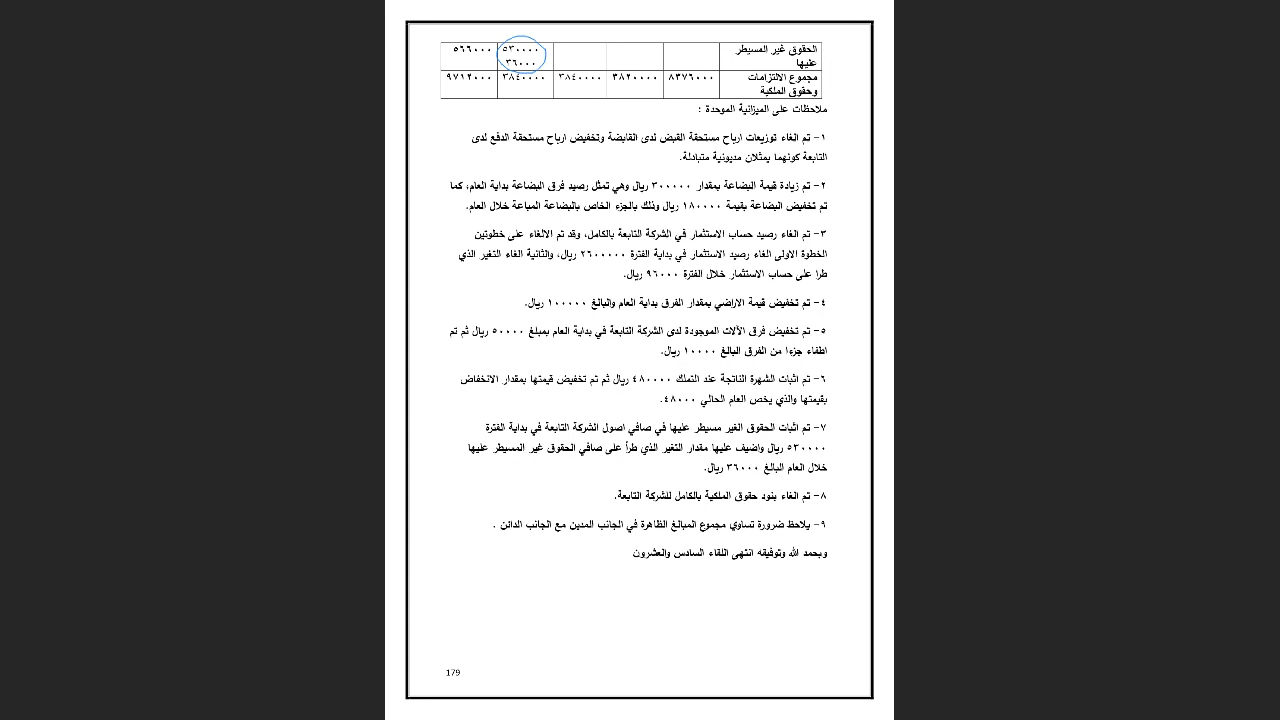 الحقوق غير المسيطر ٥٣٠٠٠٠ ٥٦٦٠٠٠
عليها ٣٦٠٠٠
مجموع الالتزامات ٨٣٧٦٠٠٠ ٣٨٢٠٠٠٠ ٣٨٤٠٠٠٠ ٣٨٤٠٠٠٠ ٩٧١٢٠٠٠
وحقوق الملكية
ملاحظات على الميزانية الموحدة :
١- تم الغاء توزيعات ارباح مستحقة القبض لدى القابضة وتخفيض ارباح مستحقة الدفع لدى
التابعة كونهما يمثلان مديونية متبادلة.
٢- تم زيادة قيمة البضاعة بمقدار ٣٠٠٠٠٠ ريال وهي تمثل رصيد فرق البضاعة بداية العام، كما
تم تخفيض البضاعة بقيمة ١٨٠٠٠٠ ريال وذلك بالجزء الخاص بالبضاعة المباعة خلال العام.
٣- تم الغاء رصيد حساب الاستثمار في الشركة التابعة بالكامل، وقد تم الالغاء على خطوتين
الخطوة الاولى الغاء رصيد الاستثمار في بداية الفترة ٢٦٠٠٠٠٠ ريال، والثانية الغاء التغير الذي
طرا على حساب الاستثمار خلال الفترة ٩٦٠٠٠ ريال.
٤- تم تخفيض قيمة الاراضي بمقدار الفرق بداية العام والبالغ ١٠٠٠٠٠ ريال.
٥- تم تخفيض فرق الآلات الموجودة لدى الشركة التابعة في بداية العام بمبلغ ٥٠٠٠٠ ريال ثم تم
اطفاء جزءا من الفرق البالغ ١٠٠٠٠ ريال.
٦- تم اثبات الشهرة الناتجة عند التملك ٤٨٠٠٠٠ ريال ثم تم تخفيض قيمتها بمقدار الانخفاض
بقيمتها والذي يخص العام الحالي ٤٨٠٠٠.
٧- تم اثبات الحقوق الغير مسيطر عليها في صافي اصول الشركة التابعة في بداية الفترة
٥٣٠٠٠٠ ريال واضيف عليها مقدار التغير الذي طرأ على صافي الحقوق غير المسيطر عليها
خلال العام البالغ ٣٦٠٠٠ ريال.
٨- تم الغاء بنود حقوق الملكية بالكامل للشركة التابعة.
٩- يلاحظ ضرورة تساوي مجموع المبالغ الظاهرة في الجانب المدين مع الجانب الدائن .
وبحمد الله وتوفيقه انتهى اللقاء السادس والعشرون
179